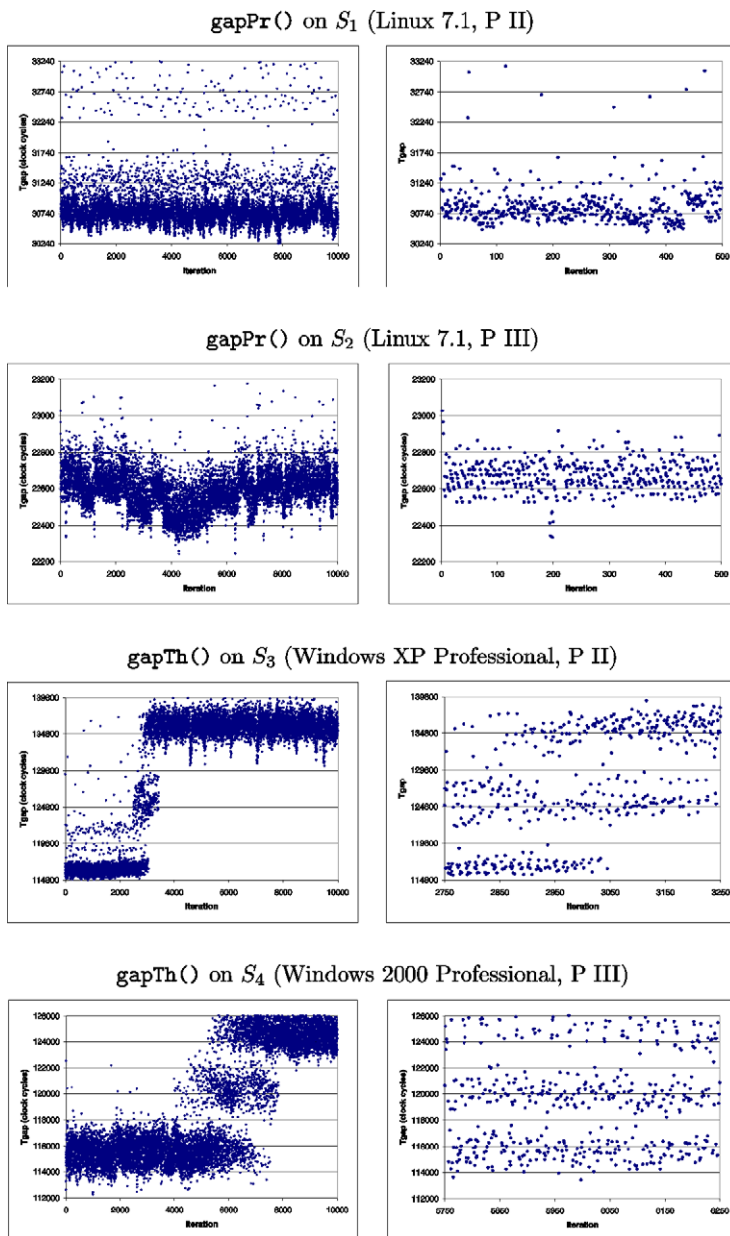 gapPr() on S1 (Linux 7.1, P II)
33240
32740
32240
31740
31240
30740
30240
Tgap (clock cycles)
0 2000 4000 6000 8000 10000
Iteration
33240
32740
32240
31740
31240
30740
30240
Tgap
0 100 200 300 400 500
Iteration
gapPr() on S2 (Linux 7.1, P III)
23200
23000
22800
22600
22400
22200
Tgap (clock cycles)
0 2000 4000 6000 8000 10000
Iteration
23200
23000
22800
22600
22400
22200
Tgap (clock cycles)
0 100 200 300 400 500
Iteration
gapTh() on S3 (Windows XP Professional, P II)
139800
134800
129800
124800
119800
114800
Tgap (clock cycles)
0 2000 4000 6000 8000 10000
Iteration
139800
134800
129800
124800
119800
114800
Tgap
2750 2850 2950 3050 3150 3250
Iteration
gapTh() on S4 (Windows 2000 Professional, P III)
126000
124000
122000
120000
118000
116000
114000
112000
Tgap (clock cycles)
0 2000 4000 6000 8000 10000
Iteration
126000
124000
122000
120000
118000
116000
114000
112000
Tgap (clock cycles)
5750 5850 5950 6050 6150 6250
Iteration